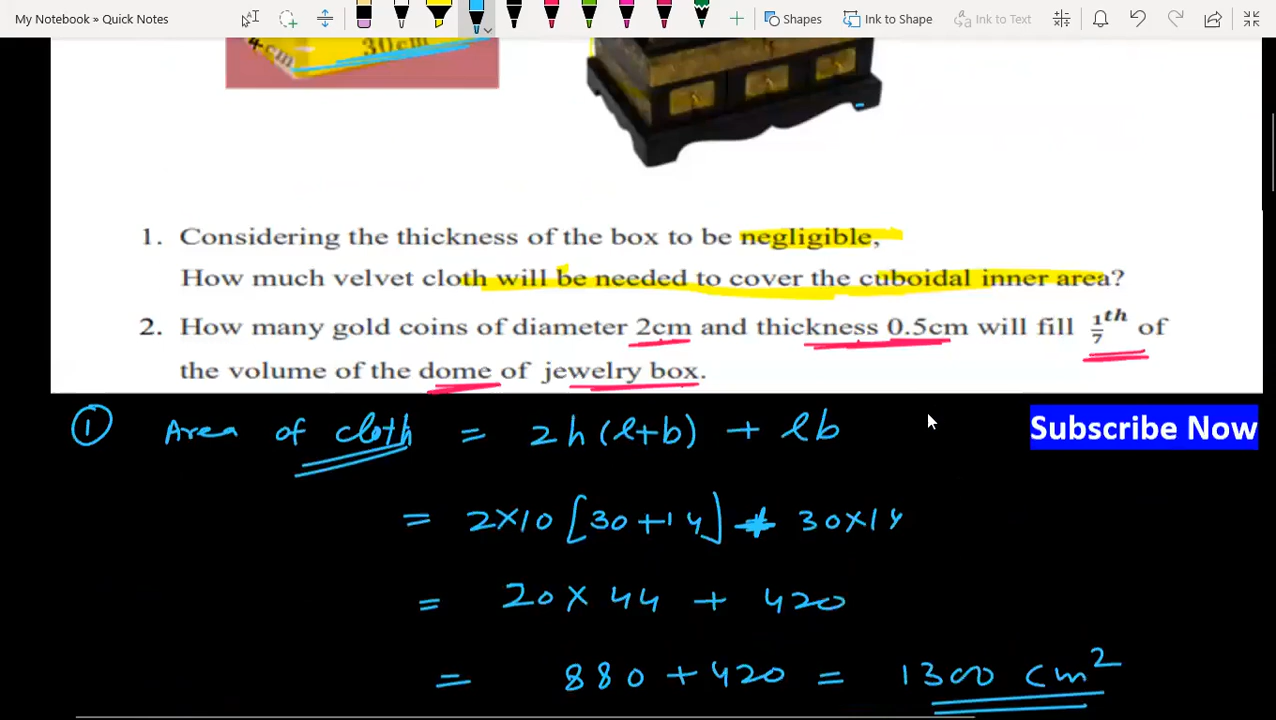 My Notebook » Quick Notes
Shapes
Ink to Shape
Ink to Text
30cm
1. Considering the thickness of the box to be negligible,
How much velvet cloth will be needed to cover the cuboidal inner area?
2. How many gold coins of diameter 2cm and thickness 0.5cm will fill 1/7 th of
the volume of the dome of jewelry box.
① Area of cloth = 2h(l+b) + lb
Subscribe Now
= 2×10 [30+14] + 30×14
= 20 × 44 + 420
= 880 + 420 = 1300 cm²